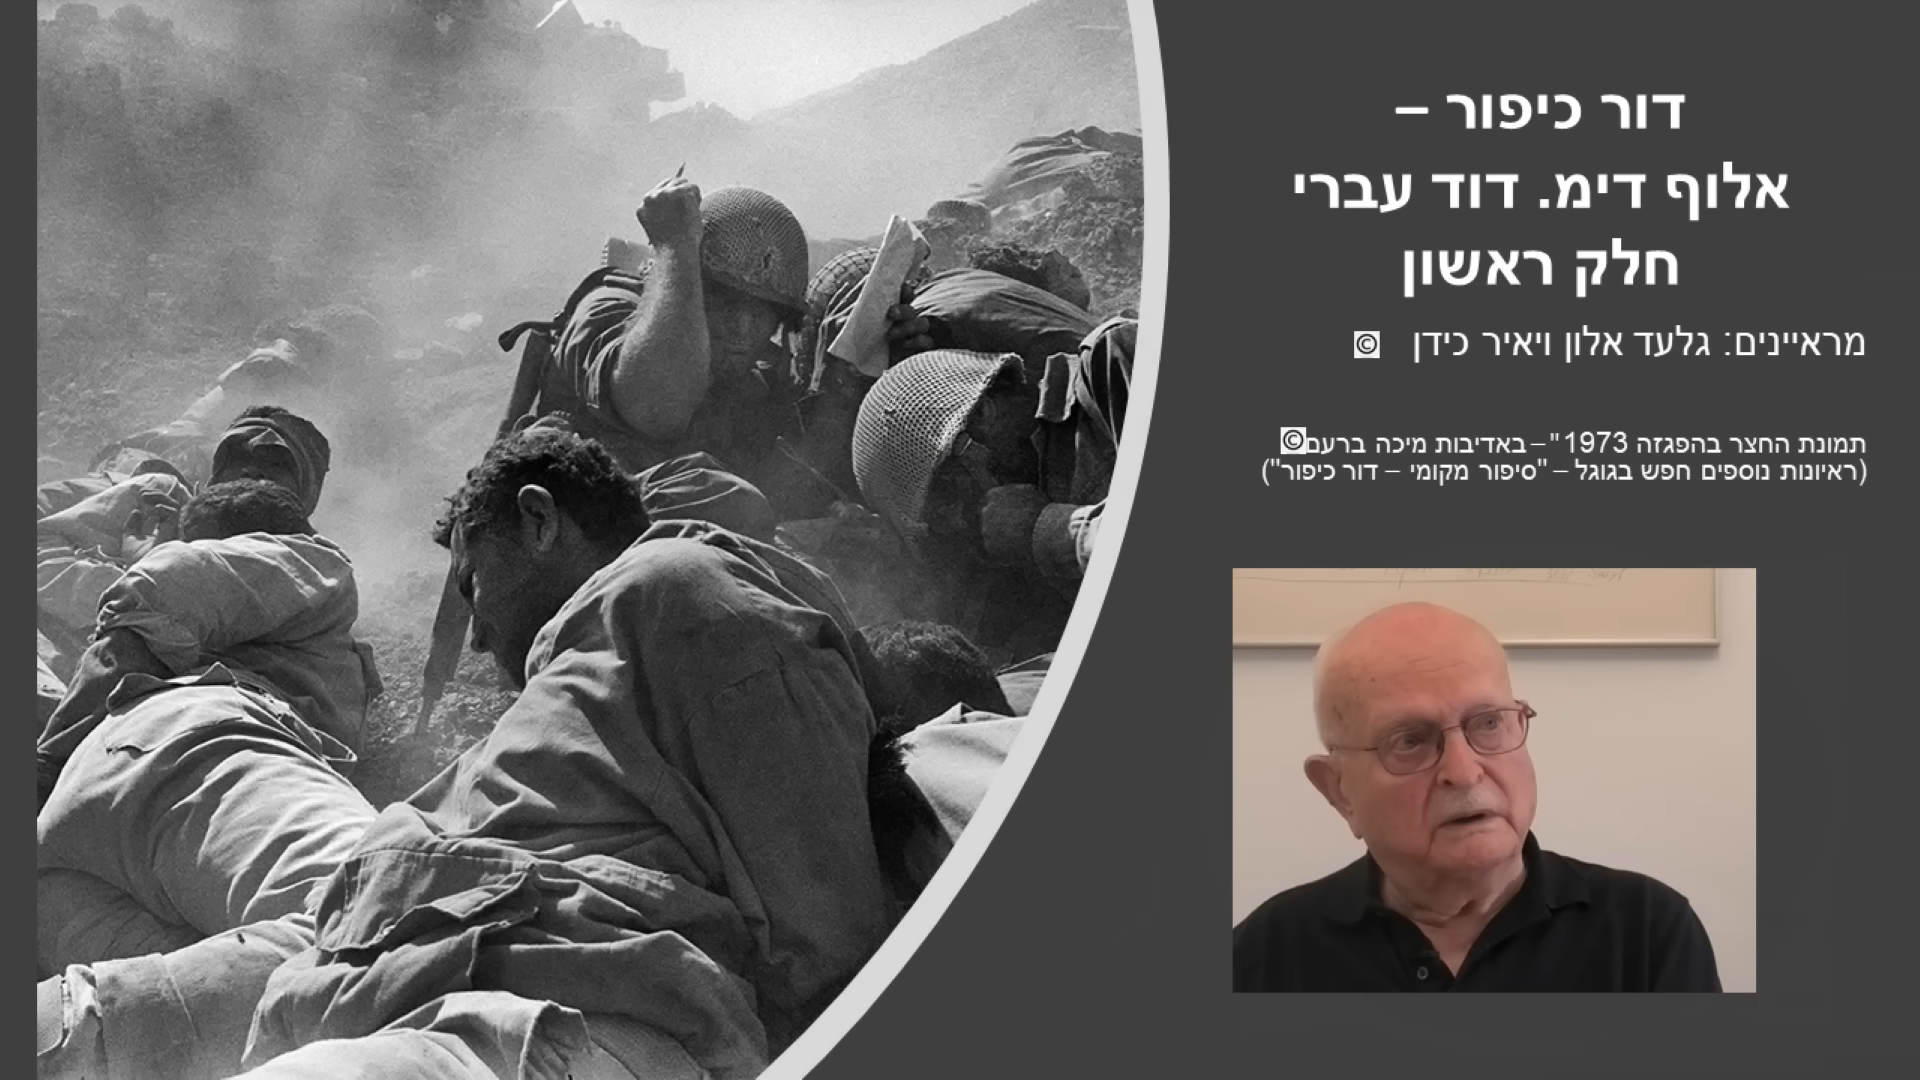 דור כיפור –
אלוף דימ. דוד עברי
חלק ראשון
מראיינים: גלעד אלון ויאיר כידן ©
תמונת החצר בהפגזה 1973"– באדיבות מיכה ברעם©
(ראיונות נוספים חפש בגוגל – "סיפור מקומי – דור כיפור")